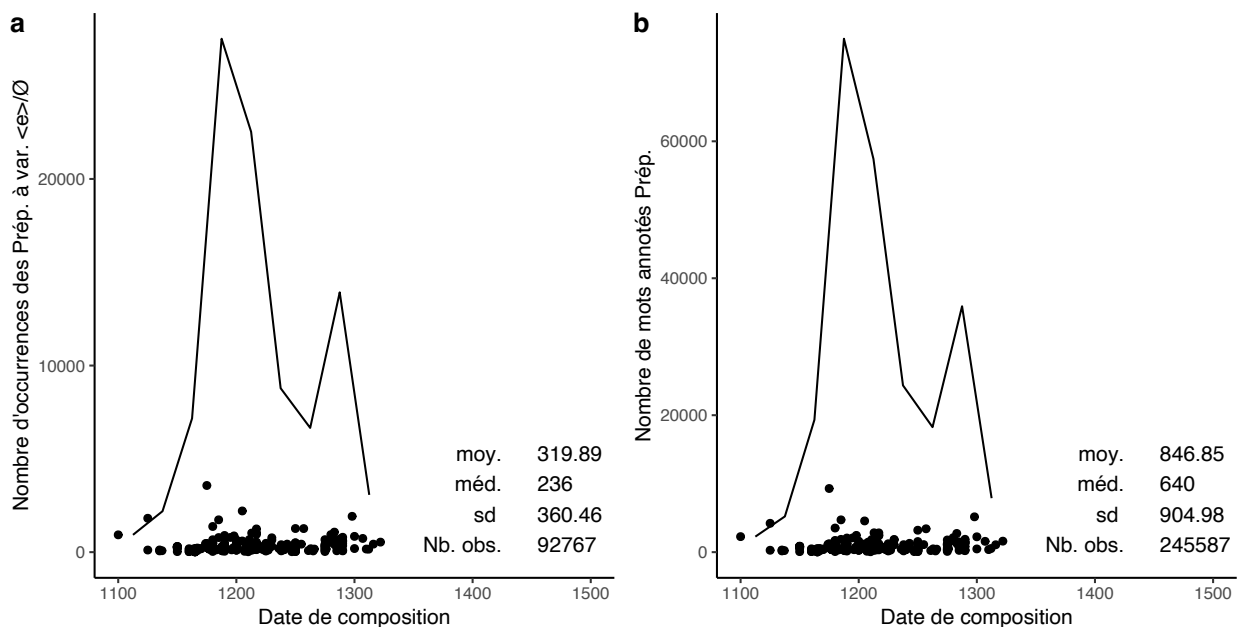 a
Nombre d'occurrences des Prép. à var. <e>/Ø
20000
10000
0
moy. 319.89
méd. 236
sd 360.46
Nb. obs. 92767
1100 1200 1300 1400 1500
Date de composition
b
Nombre de mots annotés Prép.
60000
40000
20000
0
moy. 846.85
méd. 640
sd 904.98
Nb. obs. 245587
1100 1200 1300 1400 1500
Date de composition